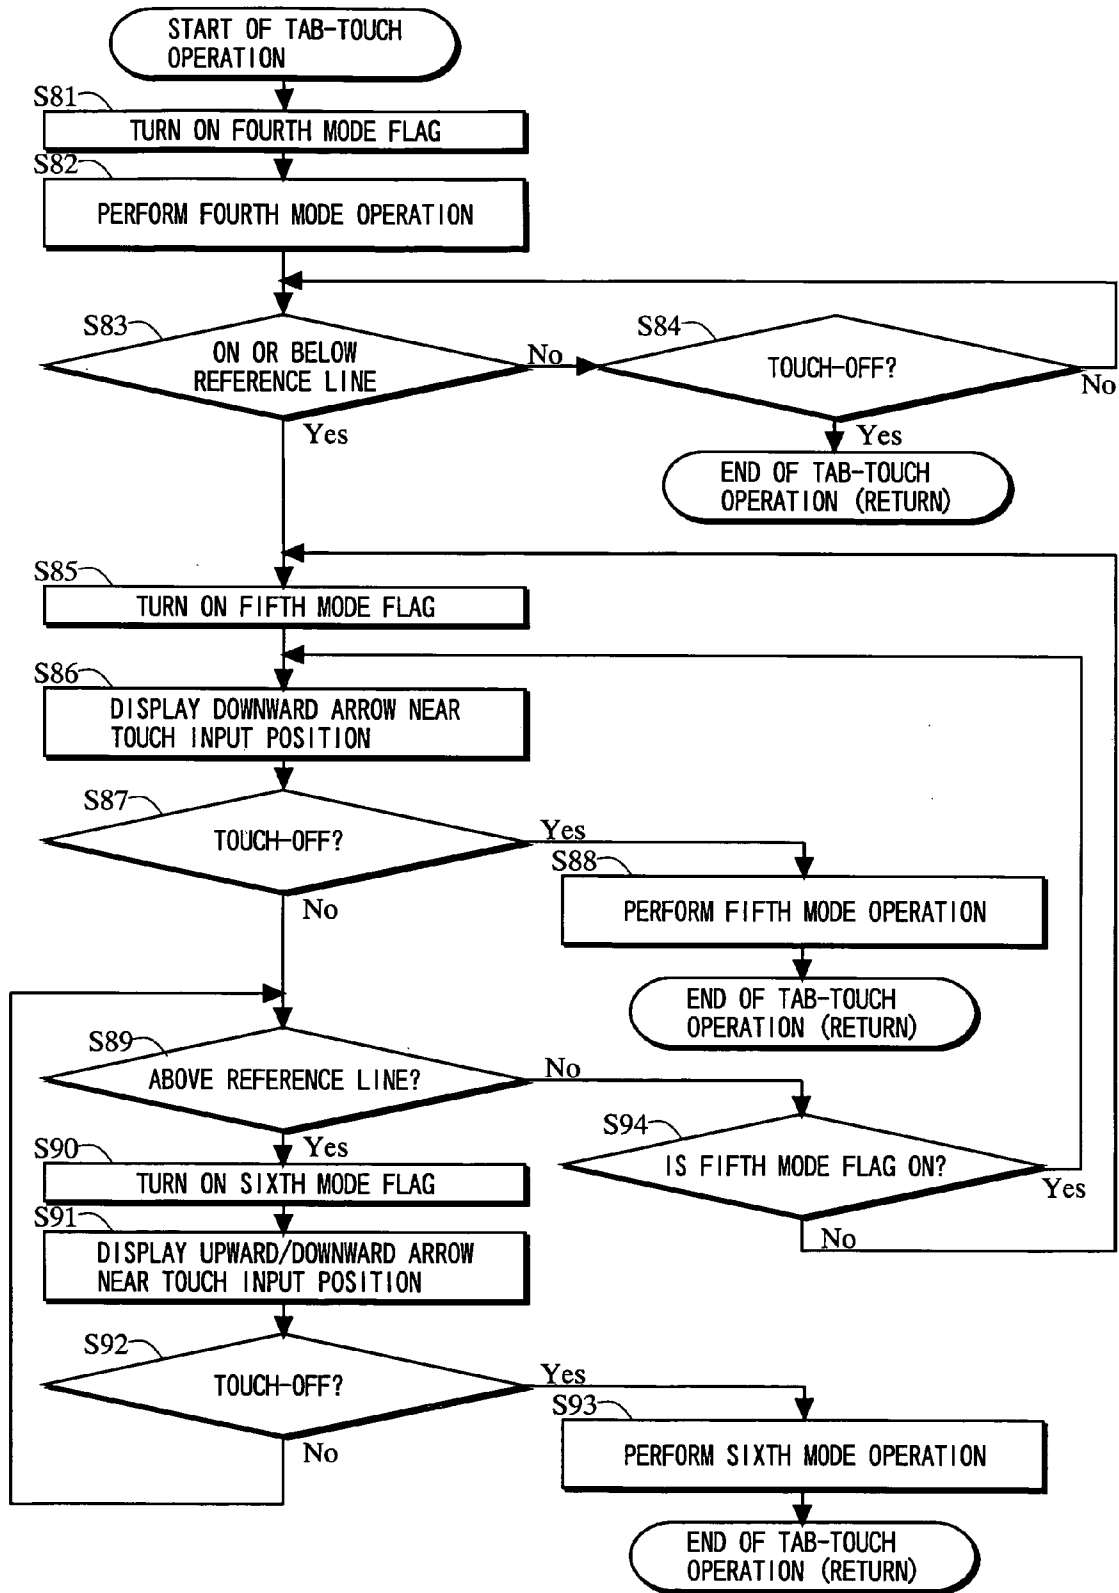 START OF TAB-TOUCH
OPERATION
S81
TURN ON FOURTH MODE FLAG
S82
PERFORM FOURTH MODE OPERATION
S83
ON OR BELOW
REFERENCE LINE
No
Yes
S84
TOUCH-OFF?
No
Yes
END OF TAB-TOUCH
OPERATION (RETURN)
S85
TURN ON FIFTH MODE FLAG
S86
DISPLAY DOWNWARD ARROW NEAR
TOUCH INPUT POSITION
S87
TOUCH-OFF?
Yes
No
S88
PERFORM FIFTH MODE OPERATION
END OF TAB-TOUCH
OPERATION (RETURN)
S89
ABOVE REFERENCE LINE?
No
Yes
S94
IS FIFTH MODE FLAG ON?
Yes
No
S90
TURN ON SIXTH MODE FLAG
S91
DISPLAY UPWARD/DOWNWARD ARROW
NEAR TOUCH INPUT POSITION
S92
TOUCH-OFF?
Yes
No
S93
PERFORM SIXTH MODE OPERATION
END OF TAB-TOUCH
OPERATION (RETURN)